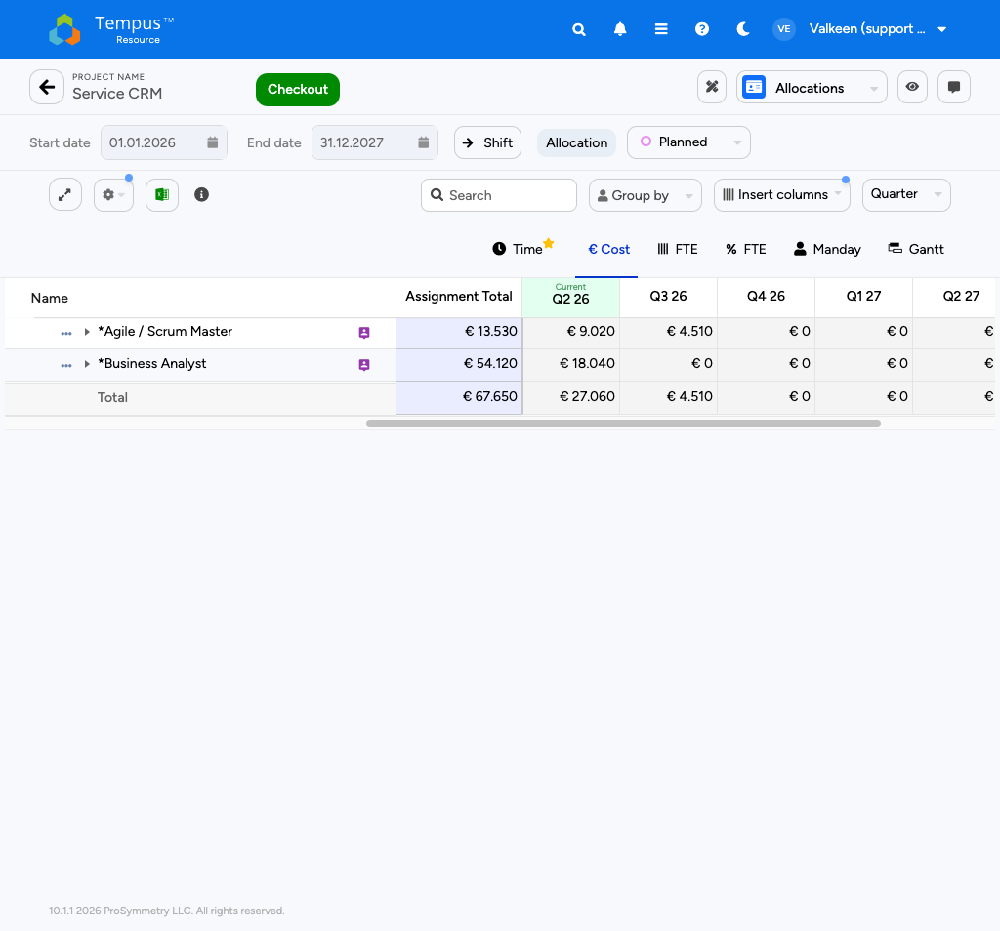 Tempus™
Resource
VE
Valkeen (support ...
PROJECT NAME
Service CRM
Checkout
Allocations
Start date
01.01.2026
End date
31.12.2027
Shift
Allocation
Planned
Search
Group by
Insert columns
Quarter
Time
€ Cost
FTE
% FTE
Manday
Gantt
Name Assignment Total Current Q2 26 Q3 26 Q4 26 Q1 27 Q2 27
*Agile / Scrum Master € 13.530 € 9.020 € 4.510 € 0 € 0 €
*Business Analyst € 54.120 € 18.040 € 0 € 0 € 0 €
Total € 67.650 € 27.060 € 4.510 € 0 € 0 €
10.1.1 2026 ProSymmetry LLC. All rights reserved.